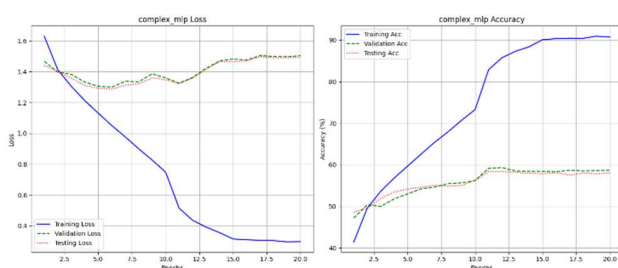 complex_mlp Loss
1.6
1.4
1.2
1.0
0.8
0.6
0.4
Loss
Training Loss
Validation Loss
Testing Loss
2.5
5.0
7.5
10.0
12.5
15.0
17.5
20.0
Epochs
complex_mlp Accuracy
90
80
70
60
50
40
Accuracy (%)
Training Acc
Validation Acc
Testing Acc
2.5
5.0
7.5
10.0
12.5
15.0
17.5
20.0
Epochs